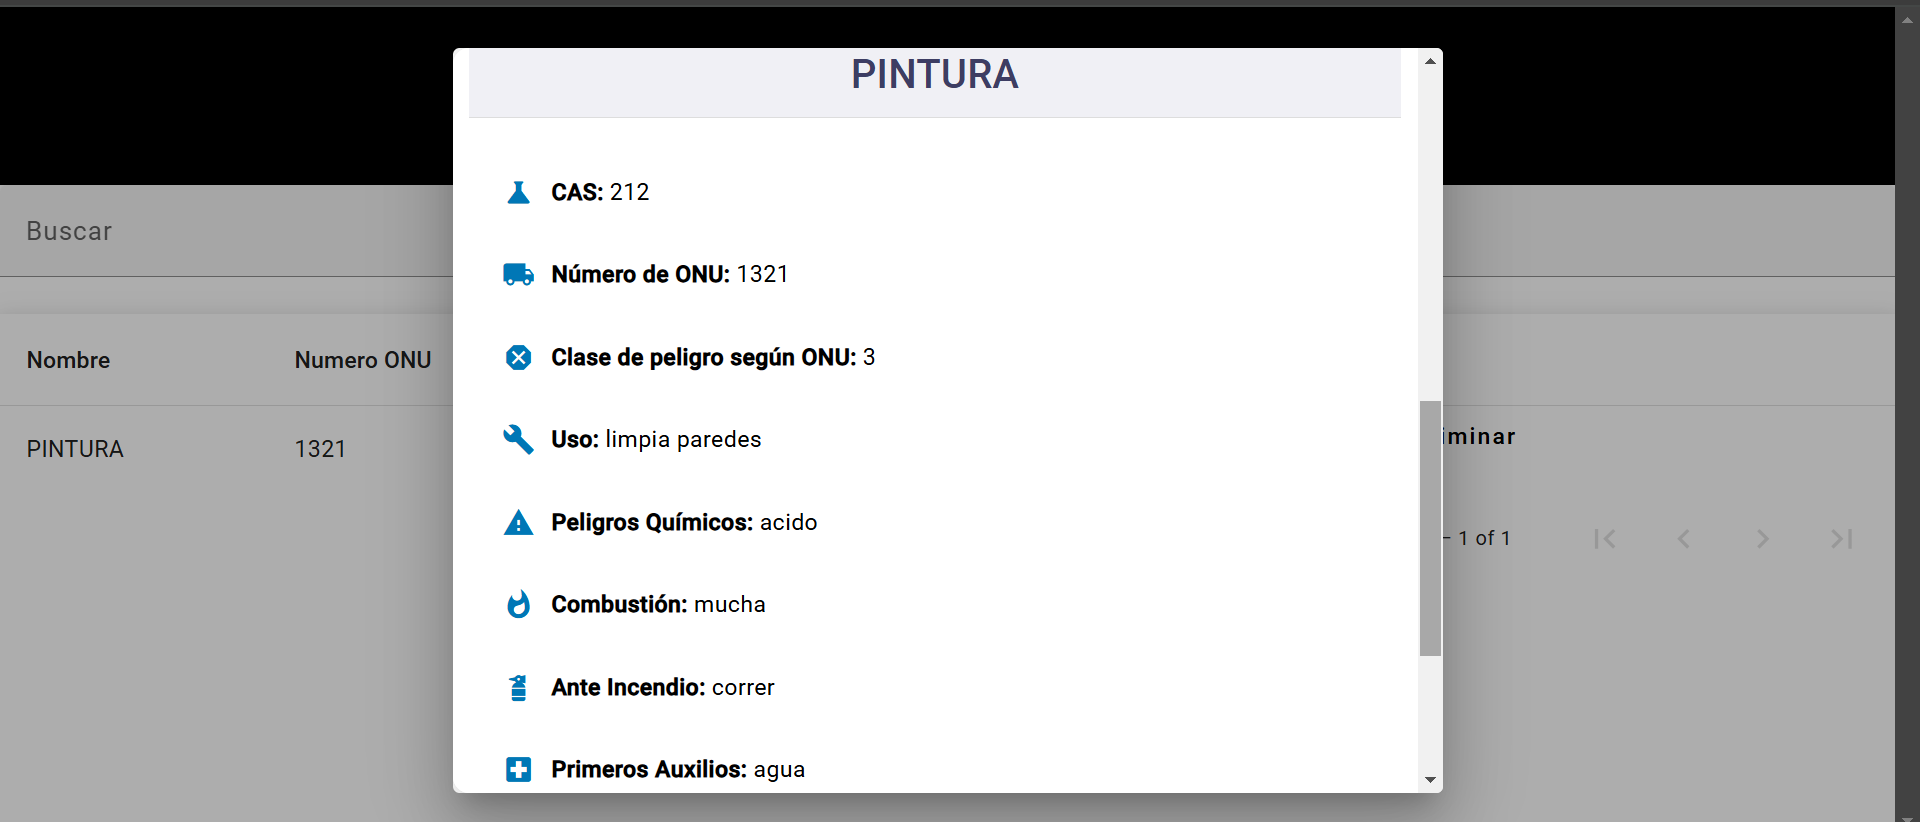 PINTURA
CAS: 212
Número de ONU: 1321
Clase de peligro según ONU: 3
Uso: limpia paredes
Peligros Químicos: acido
Combustión: mucha
Ante Incendio: correr
Primeros Auxilios: agua
Buscar
Nombre Numero ONU
PINTURA 1321
iminar
– 1 of 1